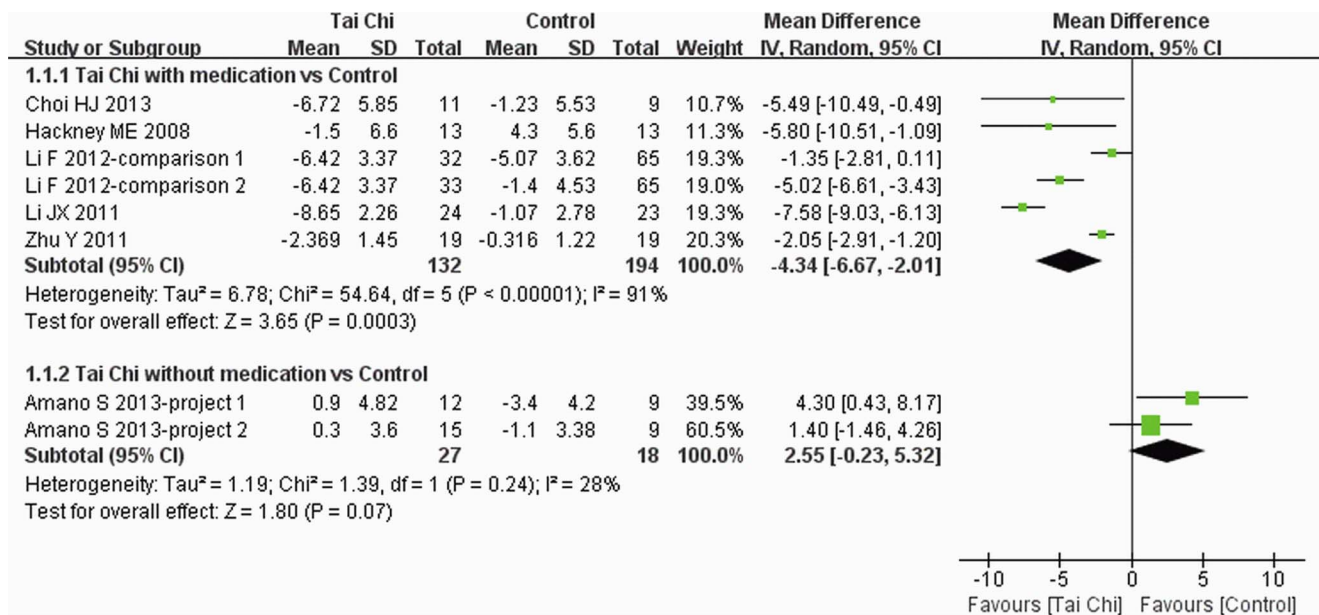 Tai Chi Control Mean Difference Mean Difference
Study or Subgroup Mean SD Total Mean SD Total Weight IV, Random, 95% CI IV, Random, 95% CI
1.1.1 Tai Chi with medication vs Control
Choi HJ 2013 -6.72 5.85 11 -1.23 5.53 9 10.7% -5.49 [-10.49, -0.49]
Hackney ME 2008 -1.5 6.6 13 4.3 5.6 13 11.3% -5.80 [-10.51, -1.09]
Li F 2012-comparison 1 -6.42 3.37 32 -5.07 3.62 65 19.3% -1.35 [-2.81, 0.11]
Li F 2012-comparison 2 -6.42 3.37 33 -1.4 4.53 65 19.0% -5.02 [-6.61, -3.43]
Li JX 2011 -8.65 2.26 24 -1.07 2.78 23 19.3% -7.58 [-9.03, -6.13]
Zhu Y 2011 -2.369 1.45 19 -0.316 1.22 19 20.3% -2.05 [-2.91, -1.20]
Subtotal (95% CI) 132 194 100.0% -4.34 [-6.67, -2.01]
Heterogeneity: Tau² = 6.78; Chi² = 54.64, df = 5 (P < 0.00001); I² = 91%
Test for overall effect: Z = 3.65 (P = 0.0003)
1.1.2 Tai Chi without medication vs Control
Amano S 2013-project 1 0.9 4.82 12 -3.4 4.2 9 39.5% 4.30 [0.43, 8.17]
Amano S 2013-project 2 0.3 3.6 15 -1.1 3.38 9 60.5% 1.40 [-1.46, 4.26]
Subtotal (95% CI) 27 18 100.0% 2.55 [-0.23, 5.32]
Heterogeneity: Tau² = 1.19; Chi² = 1.39, df = 1 (P = 0.24); I² = 28%
Test for overall effect: Z = 1.80 (P = 0.07)
-10 -5 0 5 10
Favours [Tai Chi] Favours [Control]